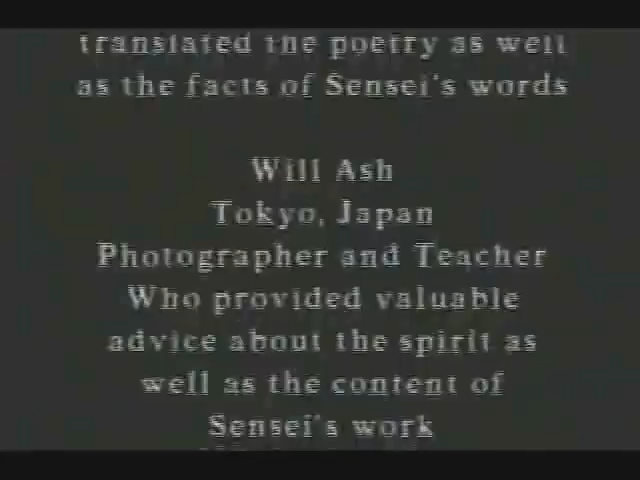 translated the poetry as well
as the facts of Sensei's words
Will Ash
Tokyo, Japan
Photographer and Teacher
Who provided valuable
advice about the spirit as
well as the content of
Sensei's work